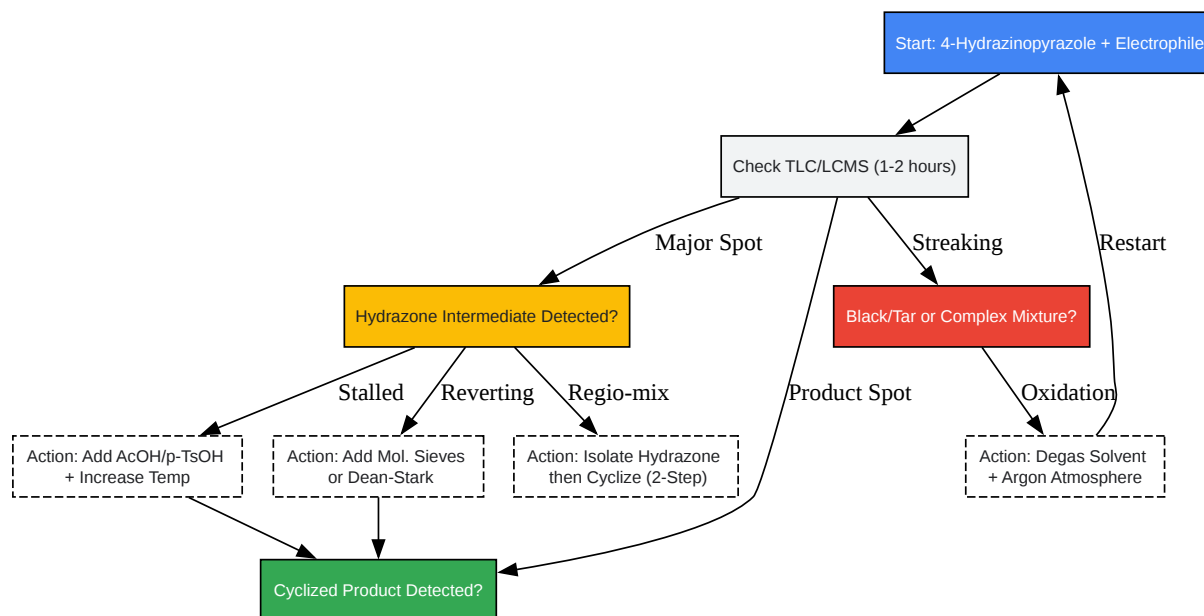 Start: 4-Hydrazinopyrazole + Electrophile
Check TLC/LCMS (1-2 hours)
Major Spot
Streaking
Restart
Hydrazone Intermediate Detected?
Black/Tar or Complex Mixture?
Stalled
Reverting
Regio-mix
Product Spot
Oxidation
Action: Add AcOH/p-TsOH
+ Increase Temp
Action: Add Mol. Sieves
or Dean-Stark
Action: Isolate Hydrazone
then Cyclize (2-Step)
Action: Degas Solvent
+ Argon Atmosphere
Cyclized Product Detected?